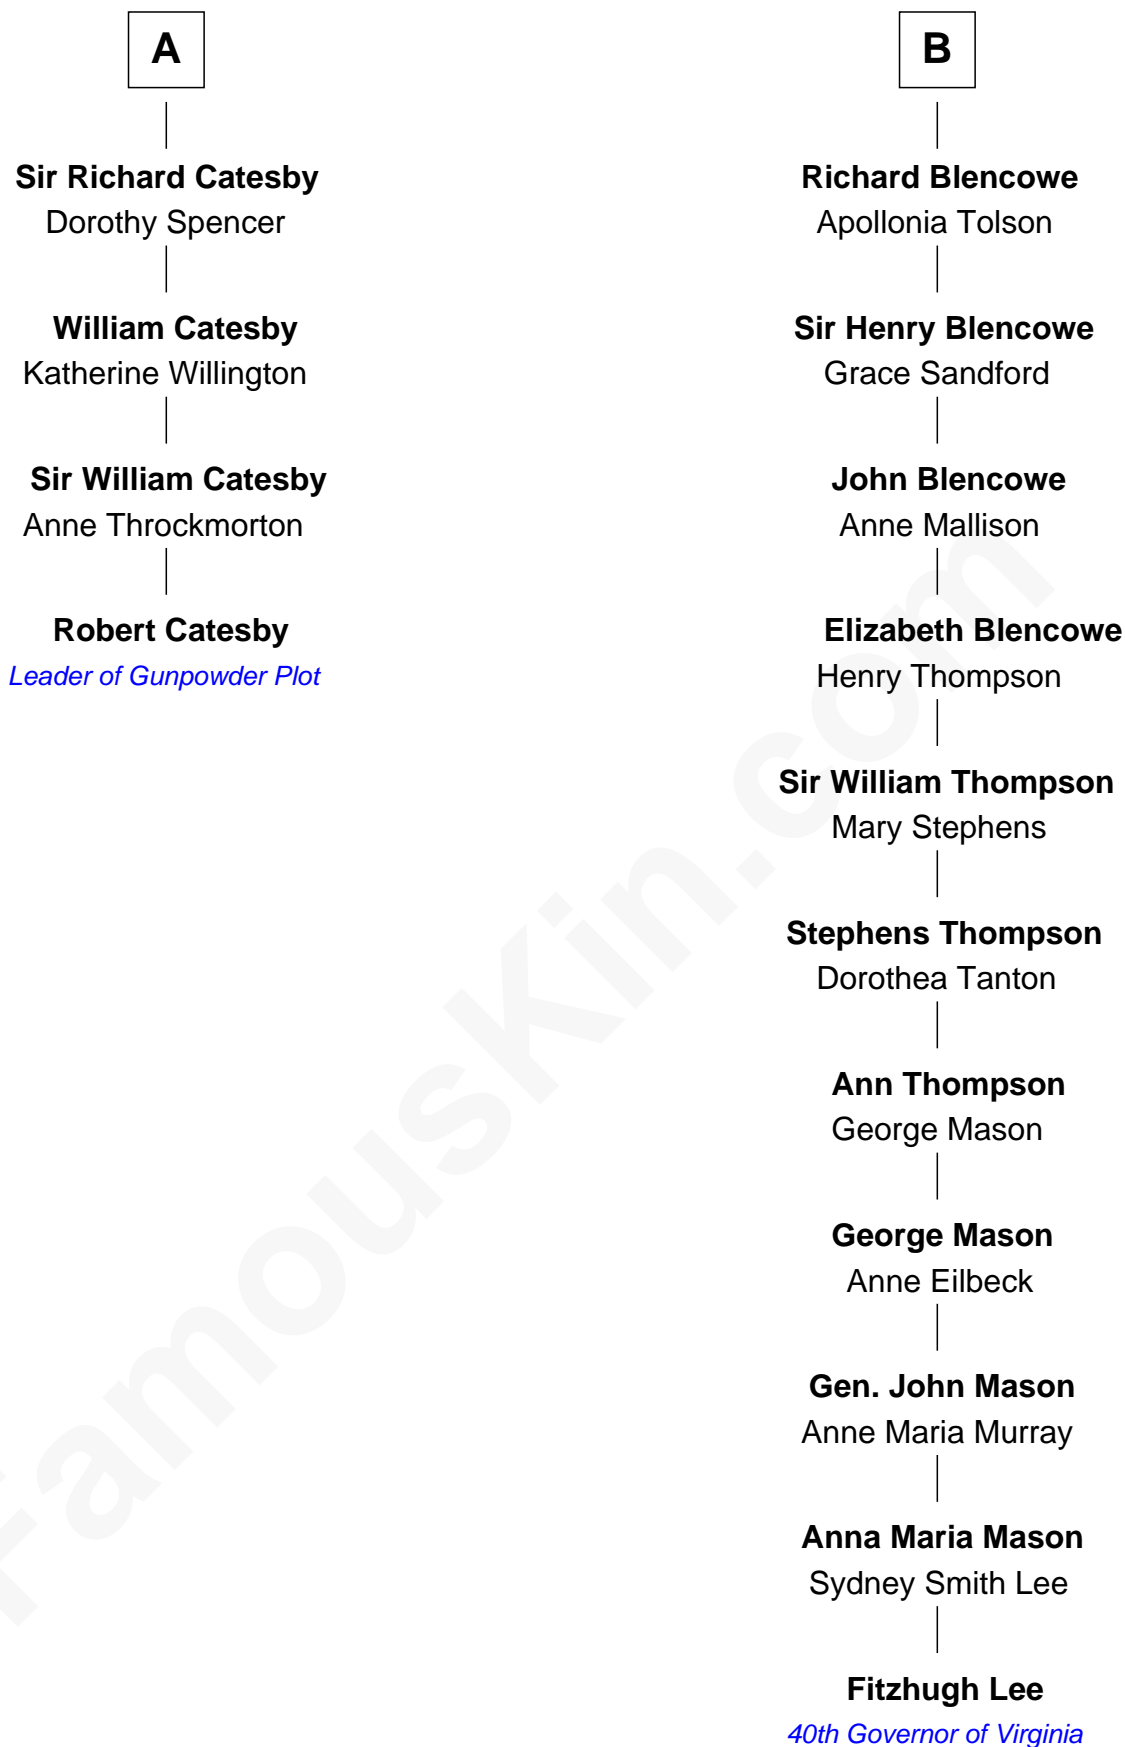 A
Sir Richard Catesby
Dorothy Spencer
William Catesby
Katherine Willington
Sir William Catesby
Anne Throckmorton
Robert Catesby
Leader of Gunpowder Plot
B
Richard Blencowe
Apollonia Tolson
Sir Henry Blencowe
Grace Sandford
John Blencowe
Anne Mallison
Elizabeth Blencowe
Henry Thompson
Sir William Thompson
Mary Stephens
Stephens Thompson
Dorothea Tanton
Ann Thompson
George Mason
George Mason
Anne Eilbeck
Gen. John Mason
Anne Maria Murray
Anna Maria Mason
Sydney Smith Lee
Fitzhugh Lee
40th Governor of Virginia
FamousKin.com